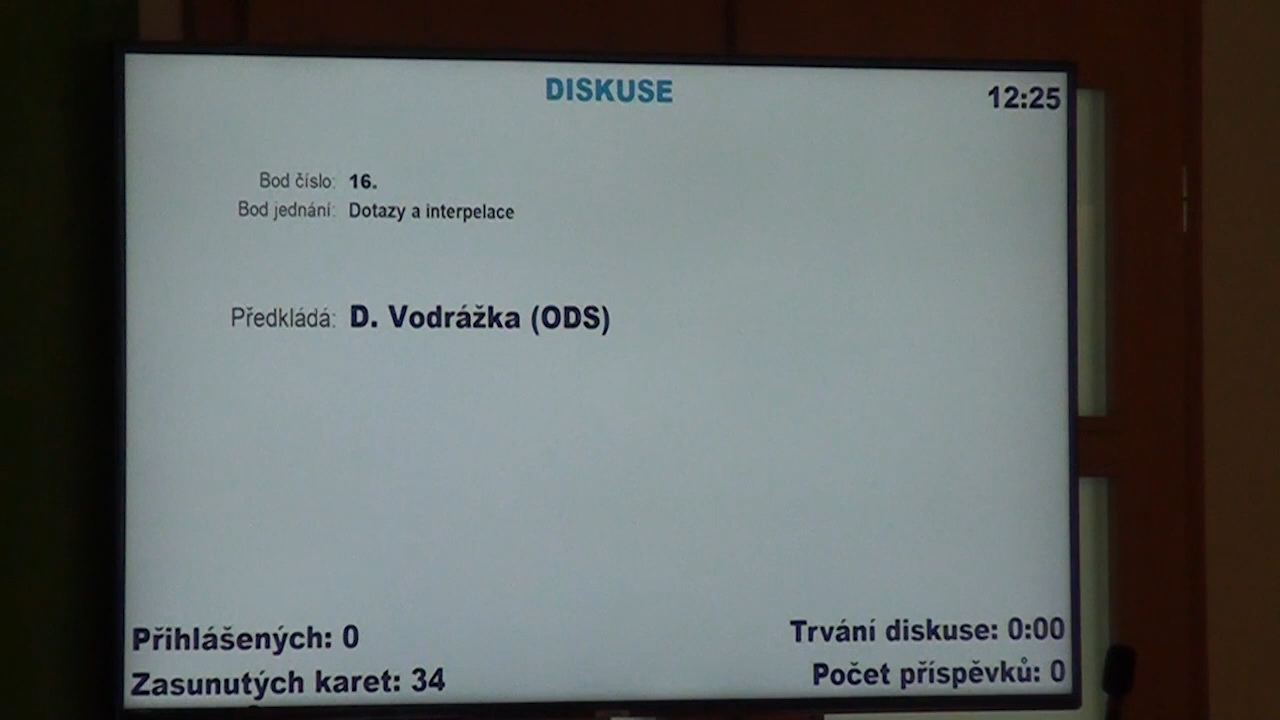 DISKUSE
12:25
Bod číslo: 16.
Bod jednání: Dotazy a interpelace
Předkládá: D. Vodrážka (ODS)
Přihlášených: 0
Trvání diskuse: 0:00
Zasunutých karet: 34
Počet příspěvků: 0